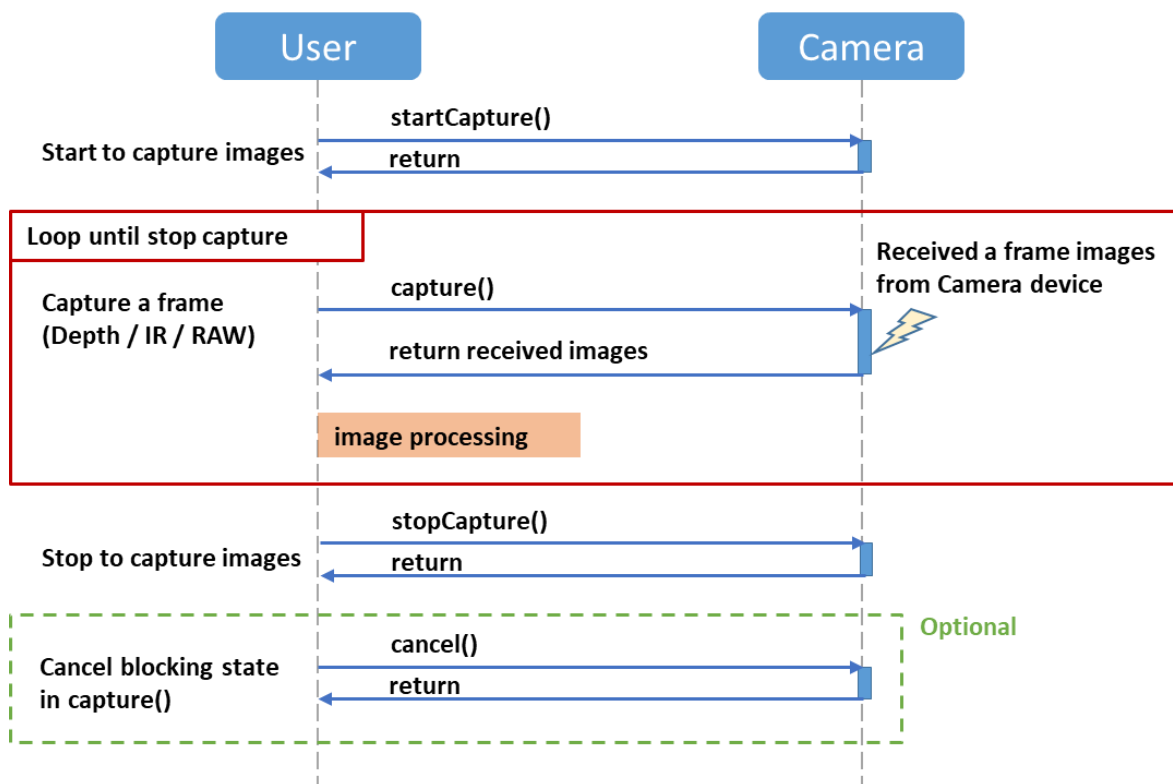 User
Camera
startCapture()
Start to capture images
return
Loop until stop capture
Received a frame images
from Camera device
Capture a frame
(Depth / IR / RAW)
capture()
return received images
image processing
stopCapture()
Stop to capture images
return
Optional
cancel()
Cancel blocking state
in capture()
return